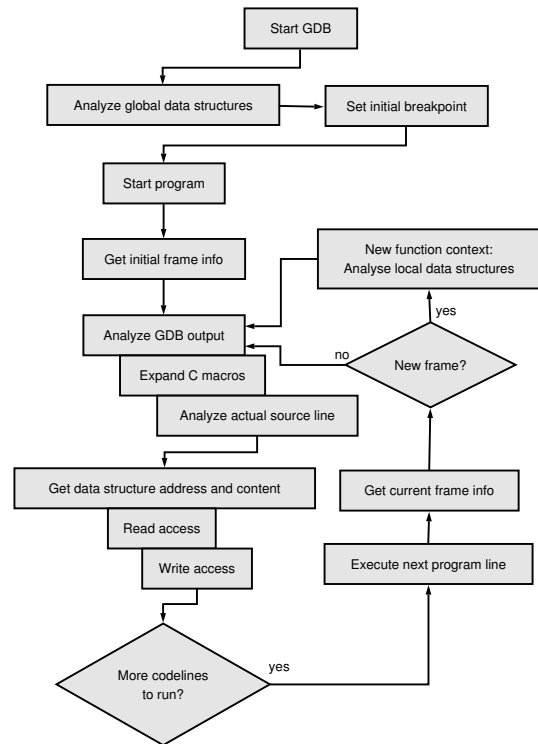 Start GDB
Analyze global data structures
Set initial breakpoint
Start program
Get initial frame info
New function context:
Analyse local data structures
Analyze GDB output
yes
no
New frame?
Expand C macros
Analyze actual source line
Get data structure address and content
Get current frame info
Read access
Write access
Execute next program line
More codelines
to run?
yes